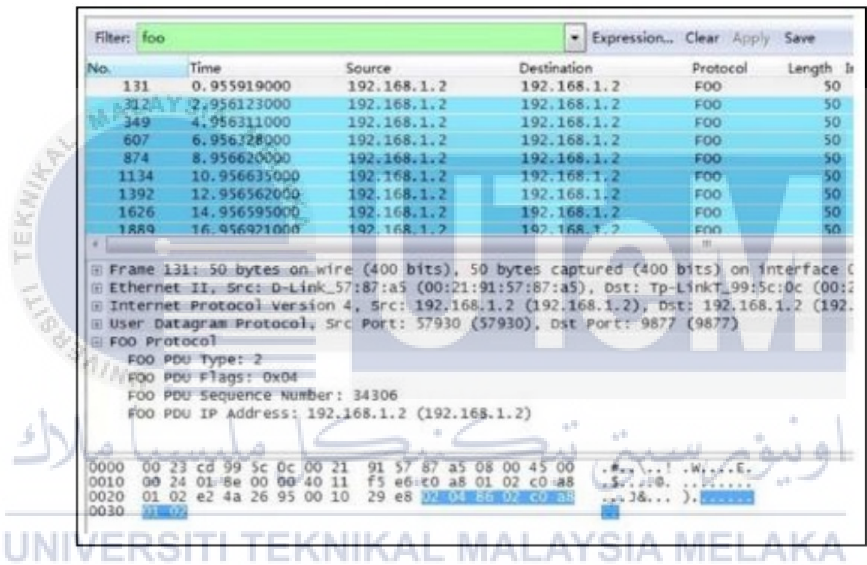 Filter: foo Expression... Clear Apply Save
No. Time Source Destination Protocol Length
131 0.955919000 192.168.1.2 192.168.1.2 FOO 50
312 2.956123000 192.168.1.2 192.168.1.2 FOO 50
349 4.956311000 192.168.1.2 192.168.1.2 FOO 50
607 6.956328000 192.168.1.2 192.168.1.2 FOO 50
874 8.956620000 192.168.1.2 192.168.1.2 FOO 50
1134 10.956635000 192.168.1.2 192.168.1.2 FOO 50
1392 12.956562000 192.168.1.2 192.168.1.2 FOO 50
1626 14.956595000 192.168.1.2 192.168.1.2 FOO 50
1889 16.956921000 192.168.1.2 192.168.1.2 FOO 50
Frame 131: 50 bytes on wire (400 bits), 50 bytes captured (400 bits) on interface
Ethernet II, Src: D-Link_57:87:a5 (00:21:91:57:87:a5), Dst: Tp-LinkT_99:5c:0c (00:2
Internet Protocol Version 4, Src: 192.168.1.2 (192.168.1.2), Dst: 192.168.1.2 (192.
User Datagram Protocol, Src Port: 57930 (57930), Dst Port: 9877 (9877)
FOO Protocol
FOO PDU Type: 2
FOO PDU Flags: 0x04
FOO PDU Sequence Number: 34306
FOO PDU IP Address: 192.168.1.2 (192.168.1.2)
0000 00 23 cd 99 5c 0c 00 21 91 57 87 a5 08 00 45 00
0010 00 24 01 8e 00 00 40 11 f5 e6 c0 a8 01 02 c0 a8
0020 01 02 e2 4a 26 95 00 10 29 e8 02 04 86 02 c0 a8
0030 01 02
UTeM
اونيۏرسيتي تيكنيكل مليسيا ملاك
UNIVERSITI TEKNIKAL MALAYSIA MELAKA